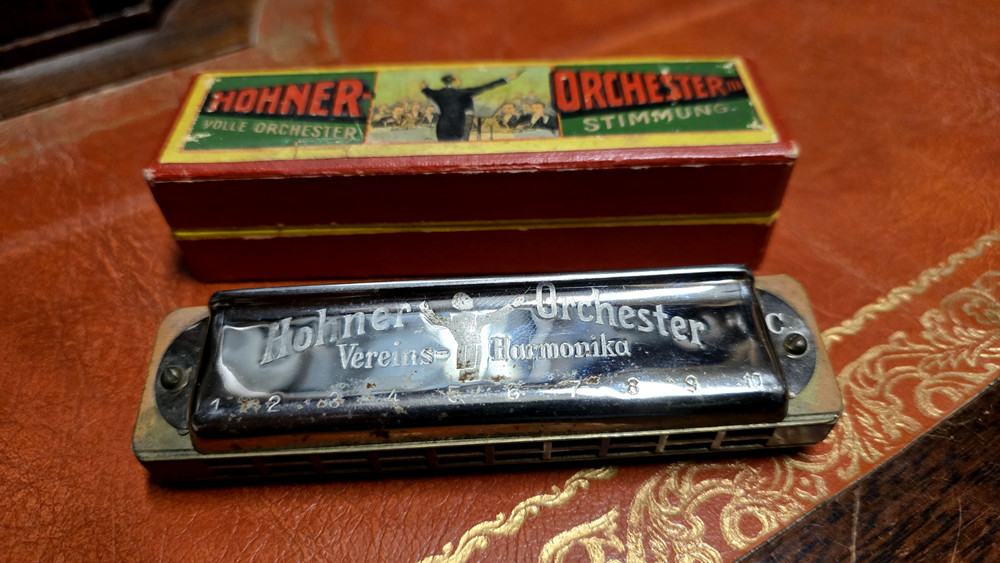 HOHNER- ORCHESTER III
VOLLE ORCHESTER STIMMUNG.
Hohner Orchester
Vereins- Harmonika
C
1 2 3 4 5 6 7 8 9 10